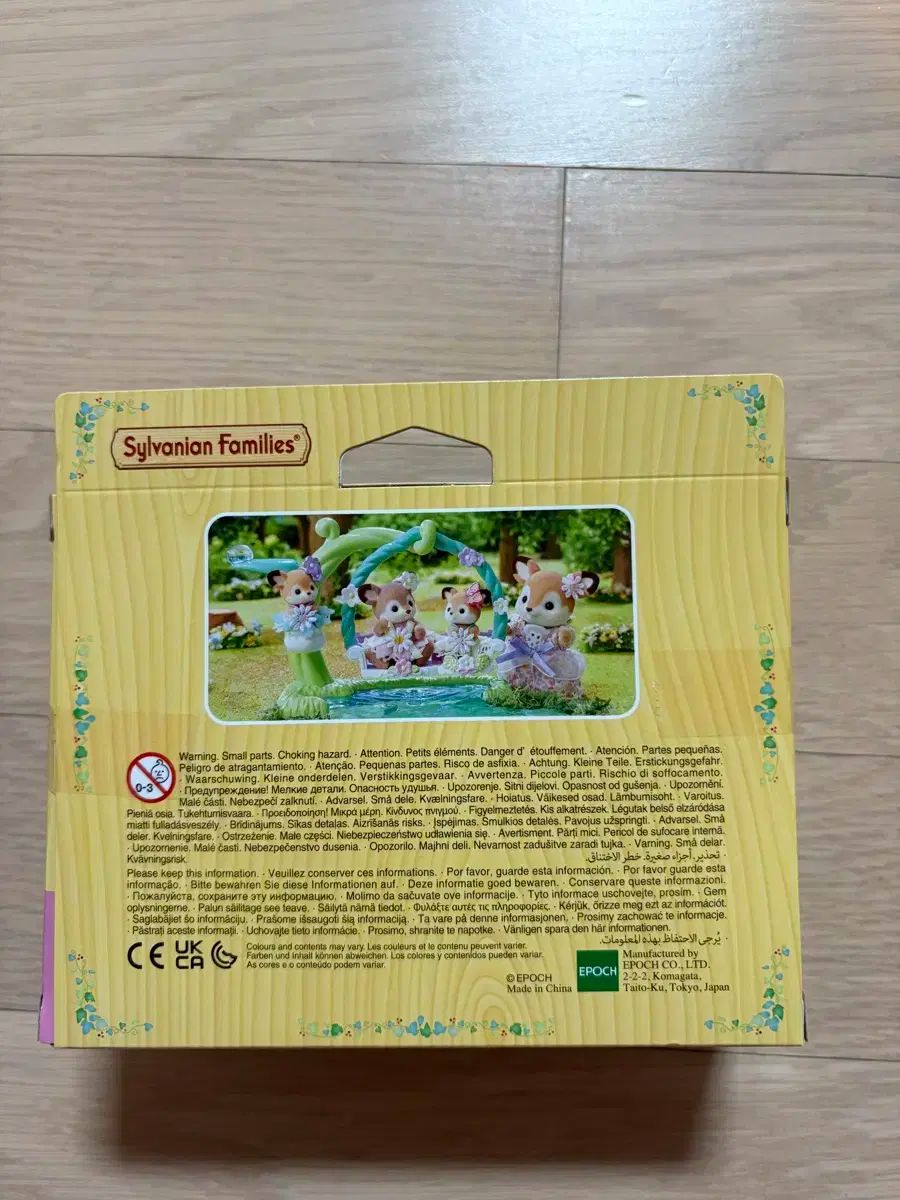 Sylvanian Families®
Warning. Small parts. Choking hazard. · Attention. Petits éléments. Danger d' étouffement. · Atención. Partes pequeñas.
Peligro de atragantamiento. · Atenção. Pequenas partes. Risco de asfixia. · Achtung. Kleine Teile. Erstickungsgefahr.
· Waarschuwing. Kleine onderdelen. Verstikkingsgevaar. · Avvertenza. Piccole parti. Rischio di soffocamento.
0-3
· Предупреждение! Мелкие детали. Опасность удушья. · Upozorenje. Sitni dijelovi. Opasnost od gušenja. · Upozornění.
Malé části. Nebezpečí zalknutí. · Advarsel. Små dele. Kvælningsfare. · Hoiatus. Väikesed osad. Lämbumisoht. · Varoitus.
Pieniä osia. Tukehtumisvaara. · Προειδοποίηση! Μικρά μέρη. Κίνδυνος πνιγμού. · Figyelmeztetés. Kis alkatrészek. Légutak belső elzáródása
miatti fulladásveszély. · Brīdinājums. Sīkas detaļas. Aizrīšanās risks. · Įspėjimas. Smulkios detalės. Pavojus užspringti. · Advarsel. Små
deler. Kvelningsfare. · Ostrzeżenie. Małe części. Niebezpieczeństwo udławienia się. · Avertisment. Părți mici. Pericol de sufocare internă.
· Upozornenie. Malé časti. Nebezpečenstvo dusenia. · Opozorilo. Majhni deli. Nevarnost zadušitve zaradi tujka. · Varning. Små delar.
Kvävningsrisk.
· تحذير. أجزاء صغيرة. خطر الاختناق.
Please keep this information. · Veuillez conserver ces informations. · Por favor, guarde esta información. · Por favor guarde esta
informação. · Bitte bewahren Sie diese Informationen auf. · Deze informatie goed bewaren. · Conservare queste informazioni.
· Пожалуйста, сохраните эту информацию. · Molimo da sačuvate ove informacije. · Tyto informace uschovejte, prosím. · Gem
oplysningerne. · Palun säilitage see teave. · Säilytä nämä tiedot. · Φυλάξτε αυτές τις πληροφορίες. · Kérjük, őrizze meg ezt az információt.
· Saglabājiet šo informāciju. · Prašome išsaugoti šią informaciją. · Ta vare på denne informasjonen. · Prosimy zachować te informacje.
· Păstrați aceste informații. · Uchovajte tieto informácie. · Prosimo, shranite te napotke. · Vänligen spara den här informationen.
· يُرجى الاحتفاظ بهذه المعلومات.
CE UK
CA
Colours and contents may vary. Les couleurs et le contenu peuvent varier.
Farben und Inhalt können abweichen. Los colores y contenidos pueden variar.
As cores e o conteúdo podem variar.
© EPOCH
Made in China
EPOCH
Manufactured by
EPOCH CO., LTD.
2-2-2, Komagata,
Taito-Ku, Tokyo, Japan